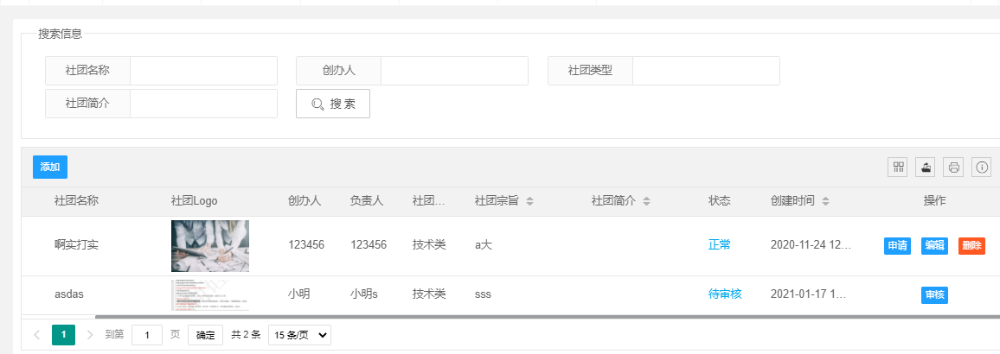 搜索信息
社团名称 创办人 社团类型
社团简介 搜 索
添加
社团名称 社团Logo 创办人 负责人 社团... 社团宗旨 社团简介 状态 创建时间 操作
啊实打实 123456 123456 技术类 a大 正常 2020-11-24 12... 申请 编辑 删除
asdas 小明 小明s 技术类 sss 待审核 2021-01-17 1... 审核
1 到第 1 页 确定 共 2 条 15 条/页